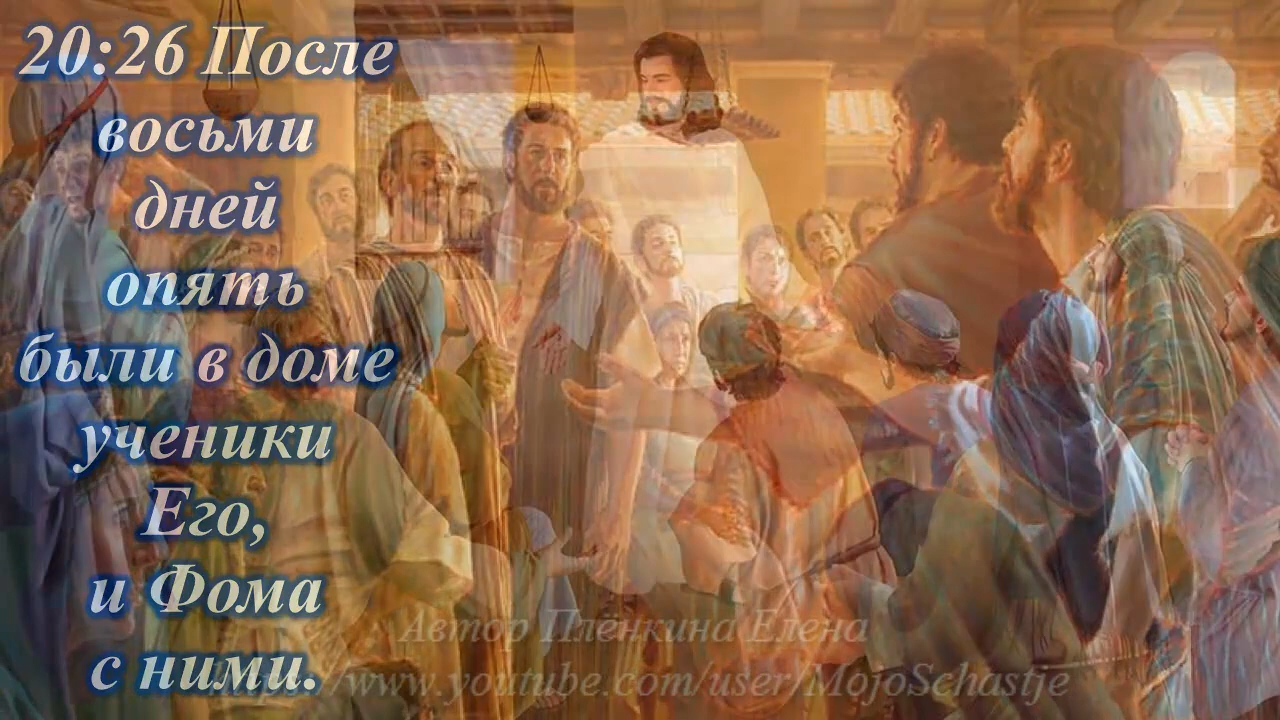 20:26 После
восьми
дней
опять
были в доме
ученики
Его,
и Фома
с ними.
Автор Плёнкина Елена
http://www.youtube.com/user/MojoSchastje